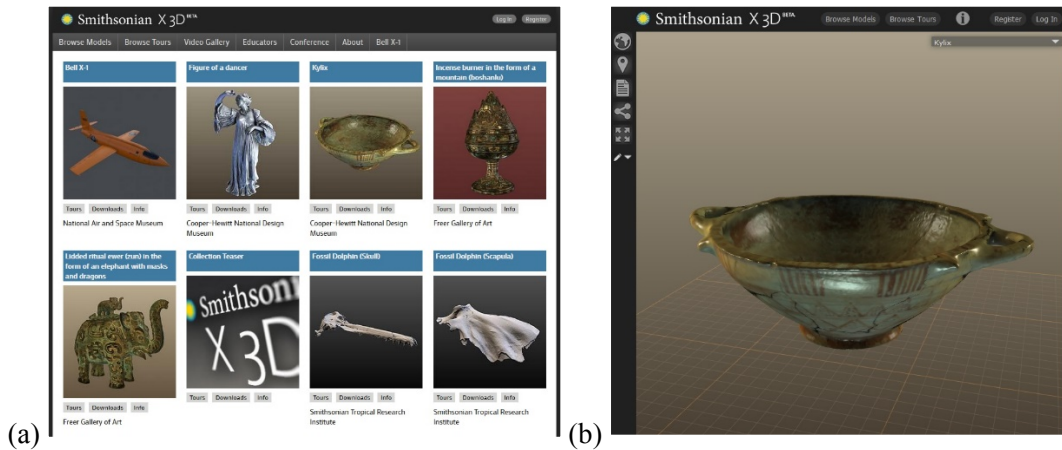 Smithsonian X 3D BETA
Log In Register
Browse Models Browse Tours Video Gallery Educators Conference About Bell X-1
Bell X-1
Figure of a dancer
Kylix
Incense burner in the form of a
mountain (boshanlu)
Tours Downloads Info
Tours Downloads Info
Tours Downloads Info
Tours Downloads Info
National Air and Space Museum
Cooper-Hewitt National Design
Museum
Cooper-Hewitt National Design
Museum
Freer Gallery of Art
Lidded ritual ewer (zun) in the
form of an elephant with masks
and dragons
Collection Teaser
Fossil Dolphin (Skull)
Fossil Dolphin (Scapula)
Smithsoni
X 3D
Tours Downloads Info
Tours Downloads Info
Tours Downloads Info
Tours Downloads Info
Freer Gallery of Art
Smithsonian Tropical Research
Institute
Smithsonian Tropical Research
Institute
(a)
Smithsonian X 3D BETA
Browse Models Browse Tours i Register Log In
Kylix
(b)